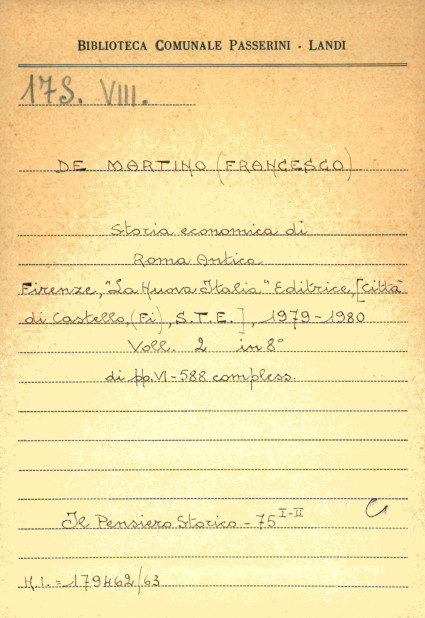 BIBLIOTECA COMUNALE PASSERINI - LANDI
17S. VIII.
DE MARTINO (FRANCESCO)
Storia economica di
Roma Antica
Firenze, "La Nuova Italia" Editrice, [Città
di Castello, (Fi), S.T.E.], 1979-1980
Voll. 2 in 8°
di pp. VI-588 compless.
Il Pensiero Storico - 75 I-II
N.I. = 179462/63